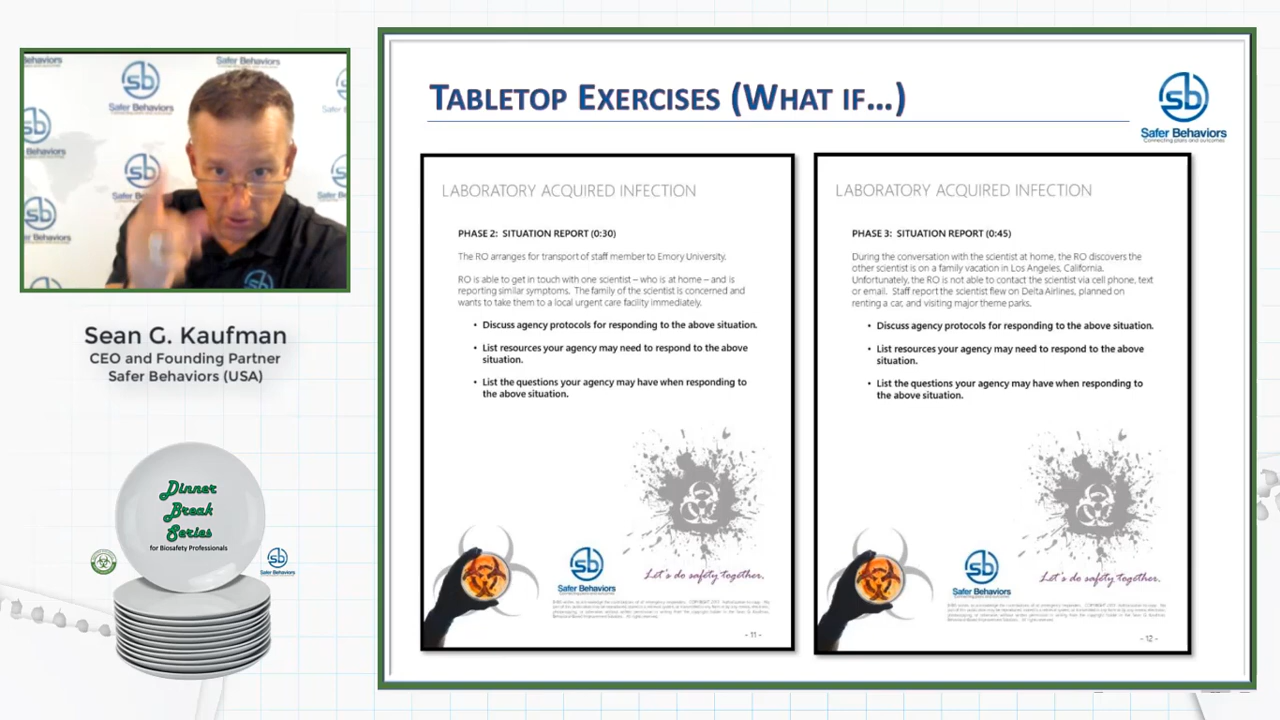 TABLETOP EXERCISES (WHAT IF...)
sb
Safer Behaviors
Connecting plans and outcomes
LABORATORY ACQUIRED INFECTION
PHASE 2: SITUATION REPORT (0:30)
The RO arranges for transport of staff member to Emory University.
RO is able to get in touch with one scientist – who is at home – and is
reporting similar symptoms. The family of the scientist is concerned and
wants to take them to a local urgent care facility immediately.
• Discuss agency protocols for responding to the above situation.
• List resources your agency may need to respond to the above
situation.
• List the questions your agency may have when responding to
the above situation.
Let's do safety together.
sb
Safer Behaviors
- 11 -
LABORATORY ACQUIRED INFECTION
PHASE 3: SITUATION REPORT (0:45)
During the conversation with the scientist at home, the RO discovers the
other scientist is on a family vacation in Los Angeles, California.
Unfortunately, the RO is not able to contact the scientist via cell phone, text
or email. Staff report the scientist flew on Delta Airlines, planned on
renting a car, and visiting major theme parks.
• Discuss agency protocols for responding to the above situation.
• List resources your agency may need to respond to the above
situation.
• List the questions your agency may have when responding to
the above situation.
Let's do safety together.
sb
Safer Behaviors
- 12 -
sb
Safer Behaviors
Sean G. Kaufman
CEO and Founding Partner
Safer Behaviors (USA)
Dinner
Break
Series
for Biosafety Professionals
sb
Safer Behaviors